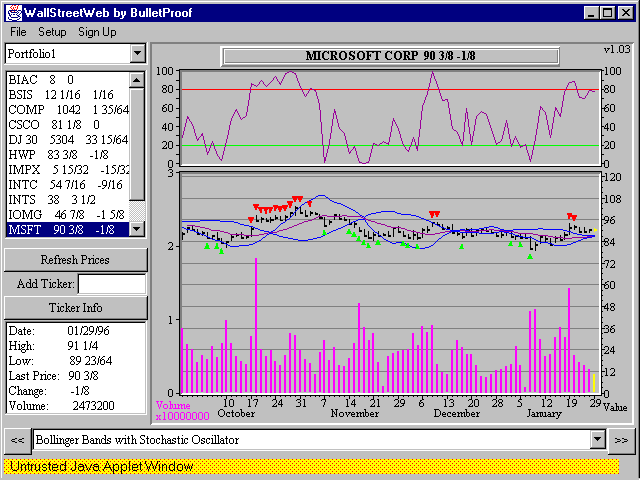 WallStreetWeb by BulletProof
File Setup Sign Up
Portfolio1
MICROSOFT CORP 90 3/8 -1/8
v1.03
BIAC 8 0
BSIS 12 1/16 1/16
COMP 1042 1 35/64
CSCO 81 1/8 0
DJ 30 5304 33 15/64
HWP 83 3/8 -1/8
IMPX 5 15/32 -15/32
INTC 54 7/16 -9/16
INTS 38 3 1/2
IOMG 46 7/8 -1 5/8
MSFT 90 3/8 -1/8
Refresh Prices
Add Ticker:
Ticker Info
Date: 01/29/96
High: 91 1/4
Low: 89 23/64
Last Price: 90 3/8
Change: -1/8
Volume: 2473200
100 100
80 80
60 60
40 40
20 20
0 0
3 120
108
96
2 84
72
60
48
1 36
24
12
0 0
10 17 24 31 7 14 21 29 6 13 20 28 5 12 19 29
Volume
x10000000
October November December January
Value
<< Bollinger Bands with Stochastic Oscillator >>
Untrusted Java Applet Window